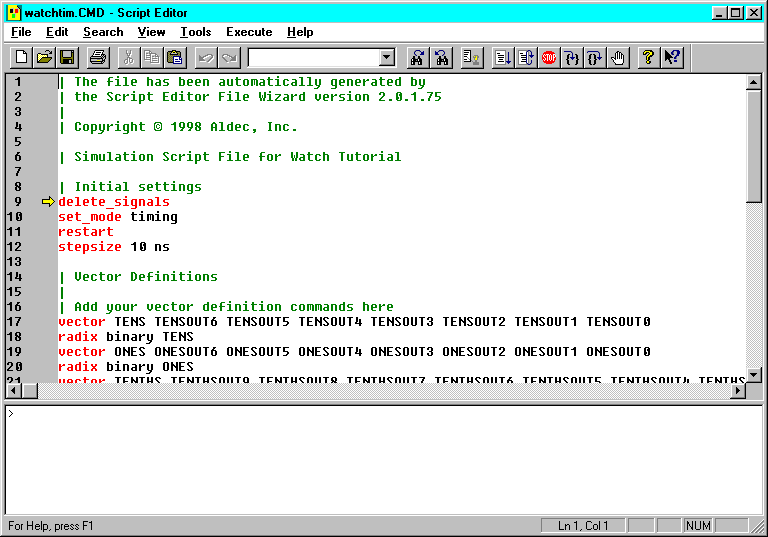 watchtim.CMD - Script Editor
File Edit Search View Tools Execute Help
1 | The file has been automatically generated by
2 | the Script Editor File Wizard version 2.0.1.75
3 |
4 | Copyright © 1998 Aldec, Inc.
5
6 | Simulation Script File for Watch Tutorial
7
8 | Initial settings
9 delete_signals
10 set_mode timing
11 restart
12 stepsize 10 ns
13
14 | Vector Definitions
15 |
16 | Add your vector definition commands here
17 vector TENS TENSOUT6 TENSOUT5 TENSOUT4 TENSOUT3 TENSOUT2 TENSOUT1 TENSOUT0
18 radix binary TENS
19 vector ONES ONESOUT6 ONESOUT5 ONESOUT4 ONESOUT3 ONESOUT2 ONESOUT1 ONESOUT0
20 radix binary ONES
21 vector TENTHS TENTHSOUT9 TENTHSOUT8 TENTHSOUT7 TENTHSOUT6 TENTHSOUT5 TENTHSOUT4 TENTHS
>
For Help, press F1
Ln 1, Col 1
NUM